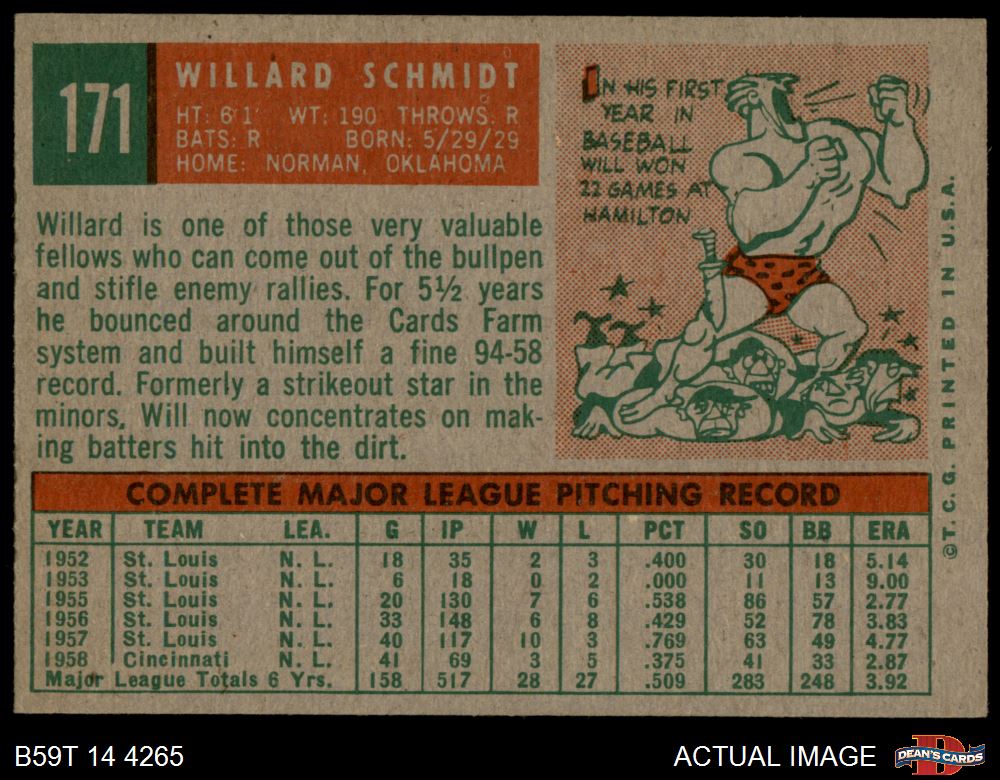 171
WILLARD SCHMIDT
HT: 6'1" WT: 190 THROWS: R
BATS: R BORN: 5/29/29
HOME: NORMAN, OKLAHOMA
IN HIS FIRST
YEAR IN
BASEBALL
WILL WON
22 GAMES AT
HAMILTON
Willard is one of those very valuable
fellows who can come out of the bullpen
and stifle enemy rallies. For 5½ years
he bounced around the Cards Farm
system and built himself a fine 94-58
record. Formerly a strikeout star in the
minors, Will now concentrates on mak-
ing batters hit into the dirt.
COMPLETE MAJOR LEAGUE PITCHING RECORD
YEAR TEAM LEA. G IP W L PCT SO BB ERA
1952 St. Louis N. L. 18 35 2 3 .400 30 18 5.14
1953 St. Louis N. L. 6 18 0 2 .000 11 13 9.00
1955 St. Louis N. L. 20 130 7 6 .538 86 57 2.77
1956 St. Louis N. L. 33 148 6 8 .429 52 78 3.83
1957 St. Louis N. L. 40 117 10 3 .769 63 49 4.77
1958 Cincinnati N. L. 41 69 3 5 .375 41 33 2.87
Major League Totals 6 Yrs. 158 517 28 27 .509 283 248 3.92
©T. C. G. PRINTED IN U.S.A.
B59T 14 4265
ACTUAL IMAGE
DEAN'S CARDS